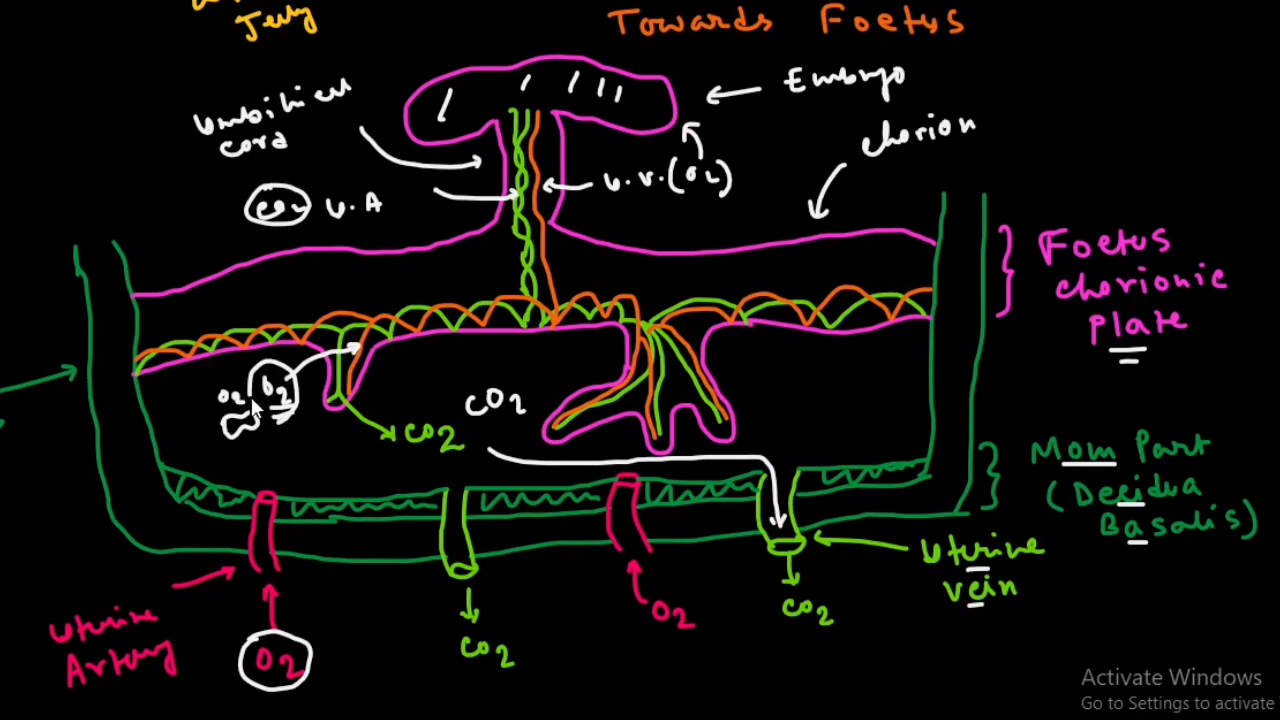 Jelly
Towards Foetus
Embryo
Umbilical
cord
chorion
U.V.(O2)
CO2 U.A
Foetus
chorionic
plate
O2 O2
CO2
CO2
Mom Part
(Decidua
Basalis)
Uterine
vein
Uterine
Artery
O2
CO2
O2
CO2
Activate Windows
Go to Settings to activate